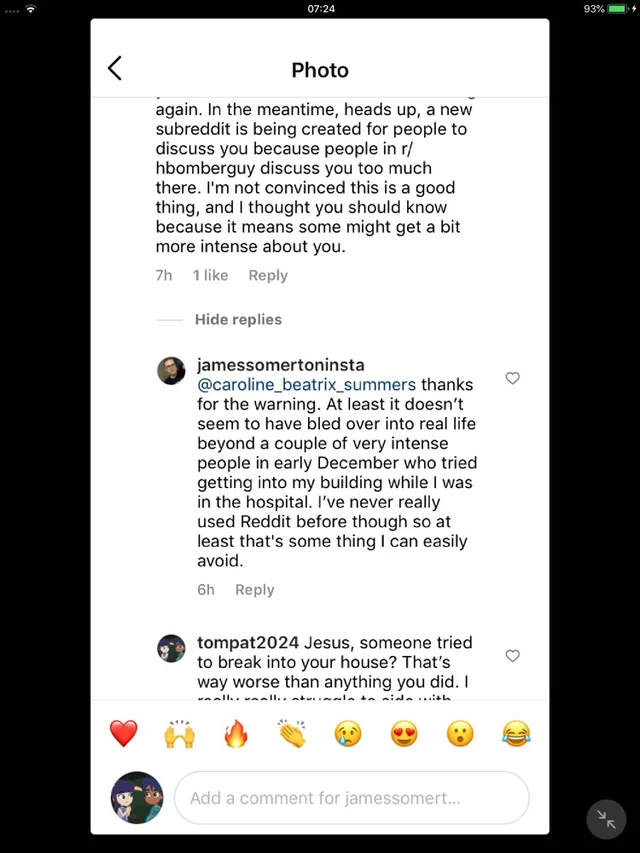 07:24
93%
Photo
again. In the meantime, heads up, a new
subreddit is being created for people to
discuss you because people in r/
hbomberguy discuss you too much
there. I'm not convinced this is a good
thing, and I thought you should know
because it means some might get a bit
more intense about you.
7h 1 like Reply
Hide replies
jamessomertoninsta
@caroline_beatrix_summers thanks
for the warning. At least it doesn’t
seem to have bled over into real life
beyond a couple of very intense
people in early December who tried
getting into my building while I was
in the hospital. I’ve never really
used Reddit before though so at
least that's some thing I can easily
avoid.
6h Reply
tompat2024 Jesus, someone tried
to break into your house? That’s
way worse than anything you did. I
really really struggle to side with
Add a comment for jamessomert...